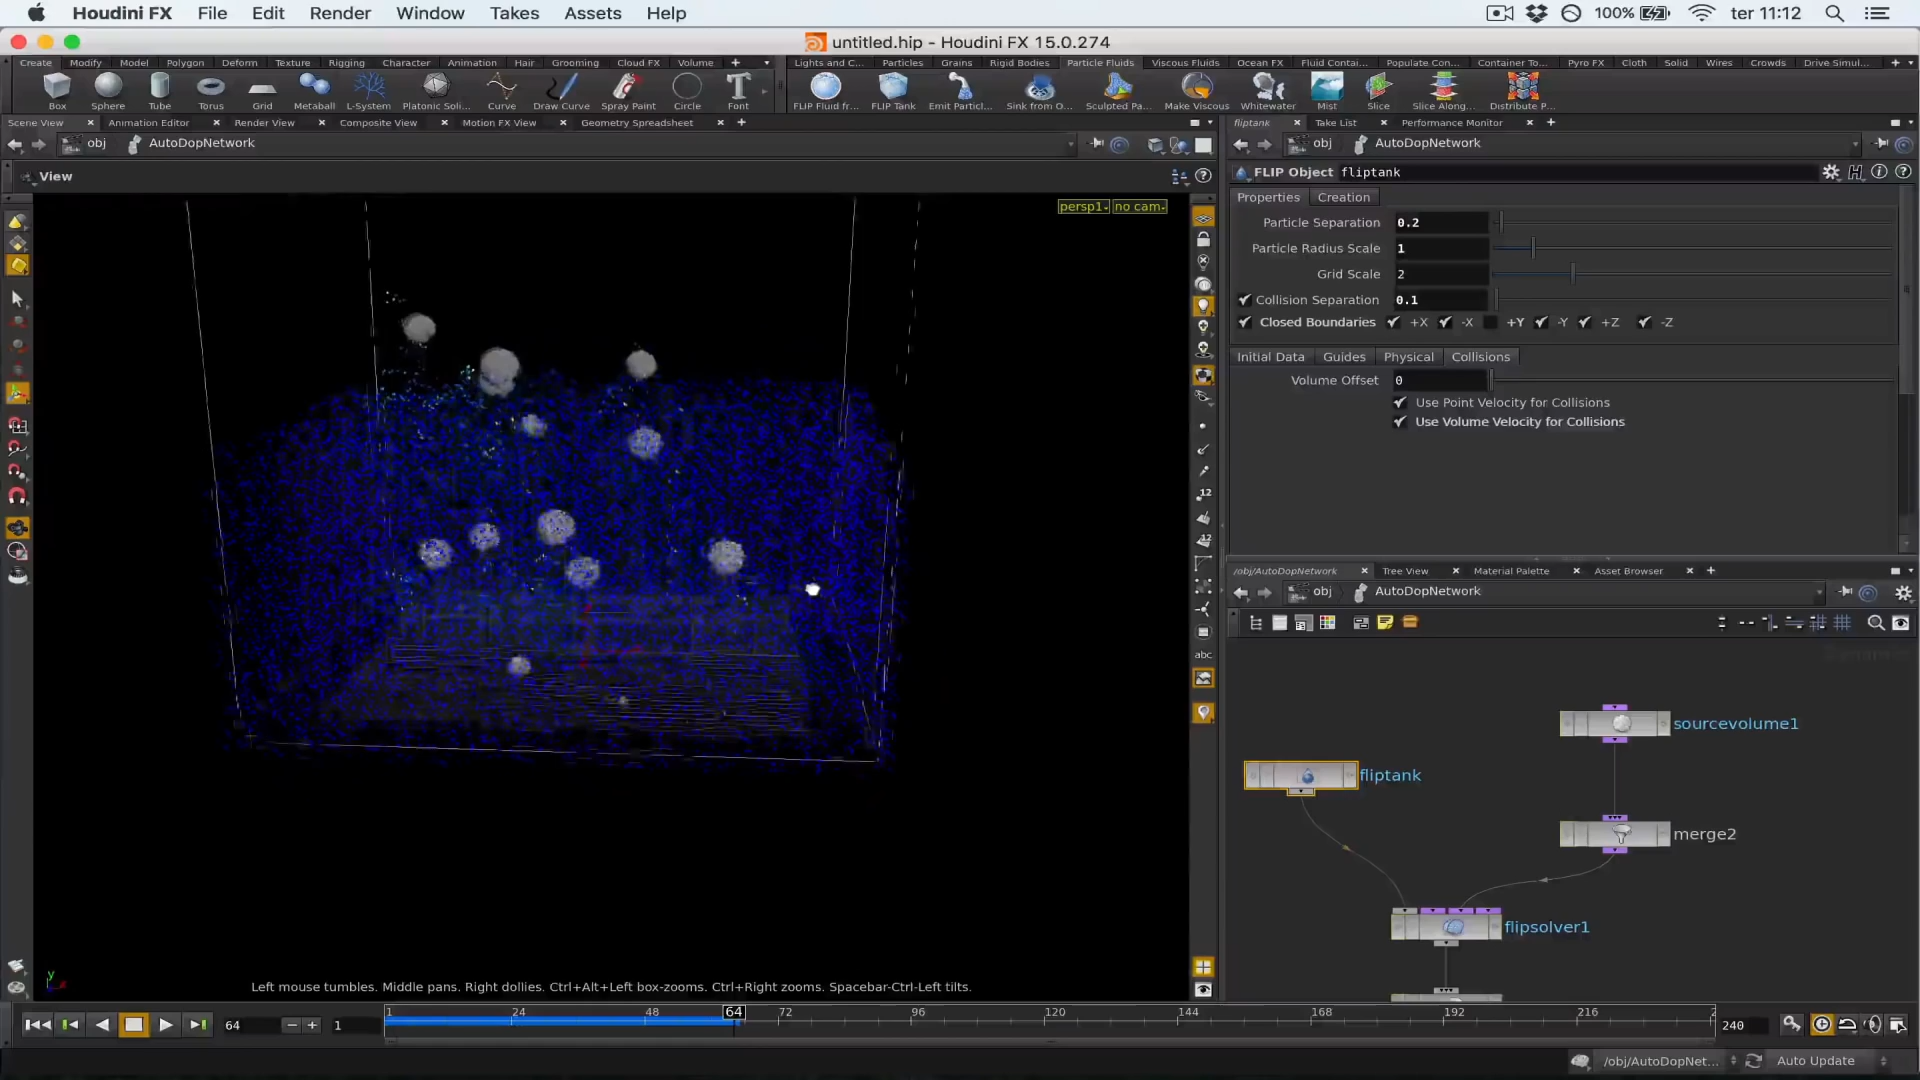 Houdini FX File Edit Render Window Takes Assets Help 100% ter 11:12
untitled.hip - Houdini FX 15.0.274
Create Modify Model Polygon Deform Texture Rigging Character Animation Hair Grooming Cloud FX Volume
Lights and C... Particles Grains Rigid Bodies Particle Fluids Viscous Fluids Ocean FX Fluid Contai... Populate Con... Container To... Pyro FX Cloth Solid Wires Crowds Drive Simul...
Box Sphere Tube Torus Grid Metaball L-System Platonic Soli... Curve Draw Curve Spray Paint Circle Font
FLIP Fluid fr... FLIP Tank Emit Particl... Sink from O... Sculpted Pa... Make Viscous Whitewater Mist Slice Slice Along... Distribute P...
Scene View Animation Editor Render View Composite View Motion FX View Geometry Spreadsheet
fliptank Take List Performance Monitor
obj AutoDopNetwork
obj AutoDopNetwork
View
FLIP Object fliptank
Properties Creation
persp1 no cam
Particle Separation 0.2
Particle Radius Scale 1
Grid Scale 2
Collision Separation 0.1
Closed Boundaries +X -X +Y -Y +Z -Z
Initial Data Guides Physical Collisions
Volume Offset 0
Use Point Velocity for Collisions
Use Volume Velocity for Collisions
12
12
abc
/obj/AutoDopNetwork Tree View Material Palette Asset Browser
obj AutoDopNetwork
sourcevolume1
fliptank
merge2
flipsolver1
y
Left mouse tumbles. Middle pans. Right dollies. Ctrl+Alt+Left box-zooms. Ctrl+Right zooms. Spacebar-Ctrl-Left tilts.
64 1 1 24 48 64 72 96 120 144 168 192 216 2 240
/obj/AutoDopNet... Auto Update